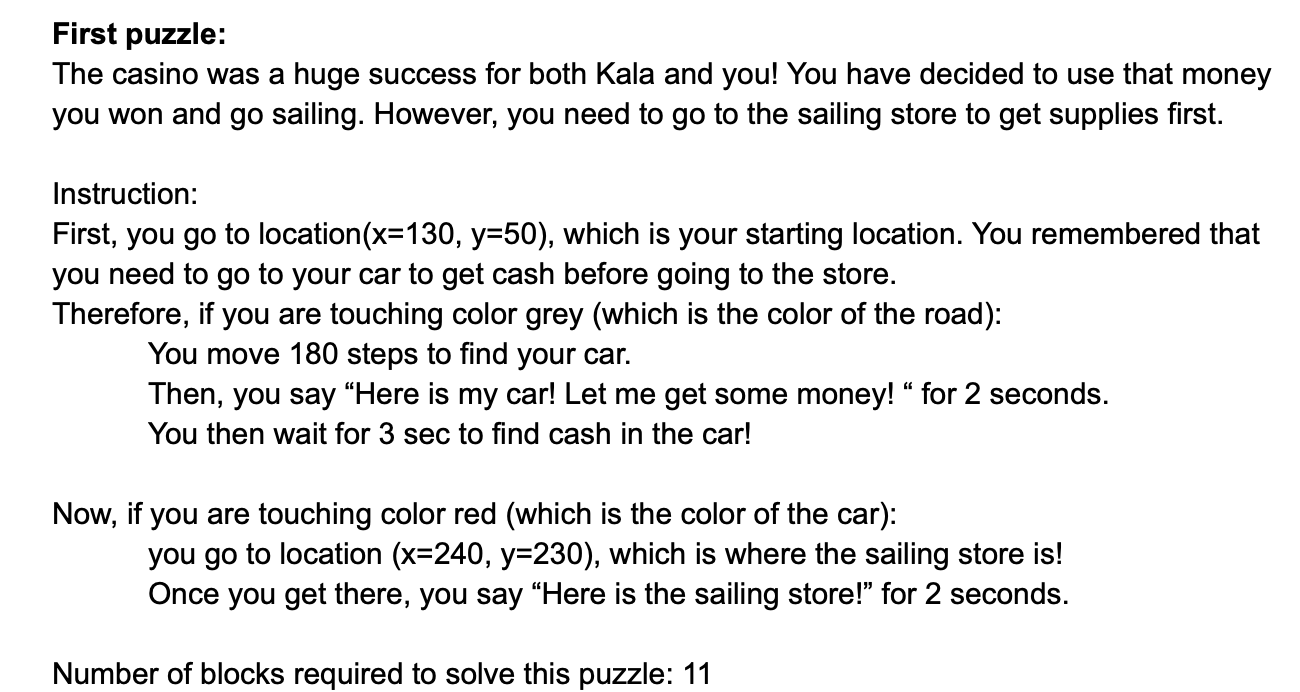 First puzzle:
The casino was a huge success for both Kala and you! You have decided to use that money
you won and go sailing. However, you need to go to the sailing store to get supplies first.
Instruction:
First, you go to location(x=130, y=50), which is your starting location. You remembered that
you need to go to your car to get cash before going to the store.
Therefore, if you are touching color grey (which is the color of the road):
You move 180 steps to find your car.
Then, you say “Here is my car! Let me get some money! “ for 2 seconds.
You then wait for 3 sec to find cash in the car!
Now, if you are touching color red (which is the color of the car):
you go to location (x=240, y=230), which is where the sailing store is!
Once you get there, you say “Here is the sailing store!” for 2 seconds.
Number of blocks required to solve this puzzle: 11